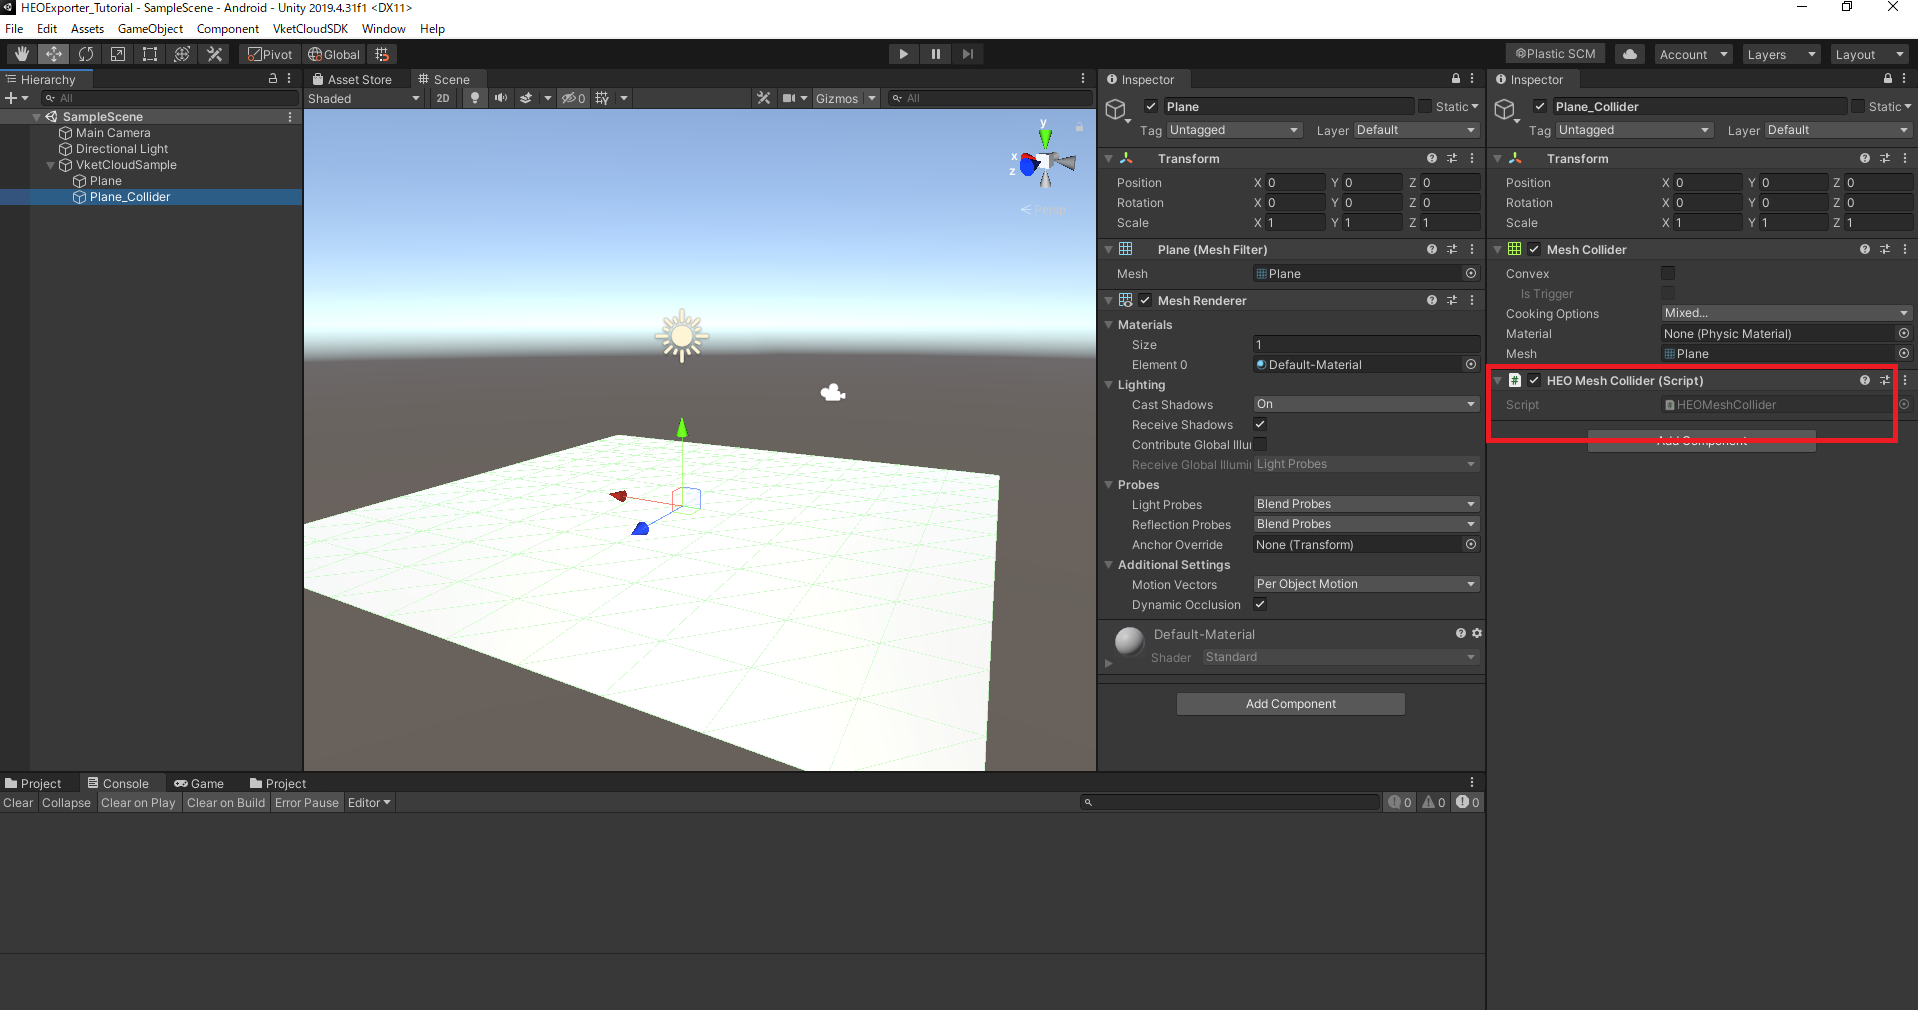 HEOExporter_Tutorial - SampleScene - Android - Unity 2019.4.31f1 <DX11>
File Edit Assets GameObject Component VketCloudSDK Window Help
Pivot Global Plastic SCM Account Layers Layout
Hierarchy
All
SampleScene
Main Camera
Directional Light
VketCloudSample
Plane
Plane_Collider
Asset Store Scene
Shaded 2D 0 Gizmos All
y
x
z
Persp
Inspector
Plane Static
Tag Untagged Layer Default
Transform
Position X 0 Y 0 Z 0
Rotation X 0 Y 0 Z 0
Scale X 1 Y 1 Z 1
Plane (Mesh Filter)
Mesh Plane
Mesh Renderer
Materials
Size 1
Element 0 Default-Material
Lighting
Cast Shadows On
Receive Shadows
Contribute Global Illui
Receive Global Illumii Light Probes
Probes
Light Probes Blend Probes
Reflection Probes Blend Probes
Anchor Override None (Transform)
Additional Settings
Motion Vectors Per Object Motion
Dynamic Occlusion
Default-Material
Shader Standard
Add Component
Inspector
Plane_Collider Static
Tag Untagged Layer Default
Transform
Position X 0 Y 0 Z 0
Rotation X 0 Y 0 Z 0
Scale X 1 Y 1 Z 1
Mesh Collider
Convex
Is Trigger
Cooking Options Mixed...
Material None (Physic Material)
Mesh Plane
HEO Mesh Collider (Script)
Script HEOMeshCollider
Add Component
Project Console Game Project
Clear Collapse Clear on Play Clear on Build Error Pause Editor 0 0 0